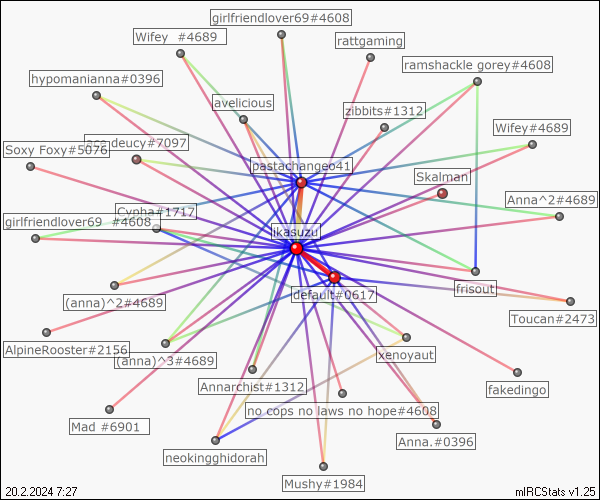 girlfriendlover69#4608
Wifey #4689
rattgaming
ramshackle gorey#4608
hypomanianna#0396
avelicious
zibbits#1312
Wifey#4689
deucy#7097
Soxy Foxy#5076
pastachangeo41
Skalman
Anna^2#4689
Cypha#1717
girlfriendlover69 #4608
ikasuzu
frisout
default#0617
(anna)^2#4689
Toucan#2473
AlpineRooster#2156
(anna)^3#4689
xenoyaut
Annarchist#1312
fakedingo
no cops no laws no hope#4608
Mad #6901
Anna.#0396
neokingghidorah
Mushy#1984
20.2.2024 7:27
mIRCStats v1.25